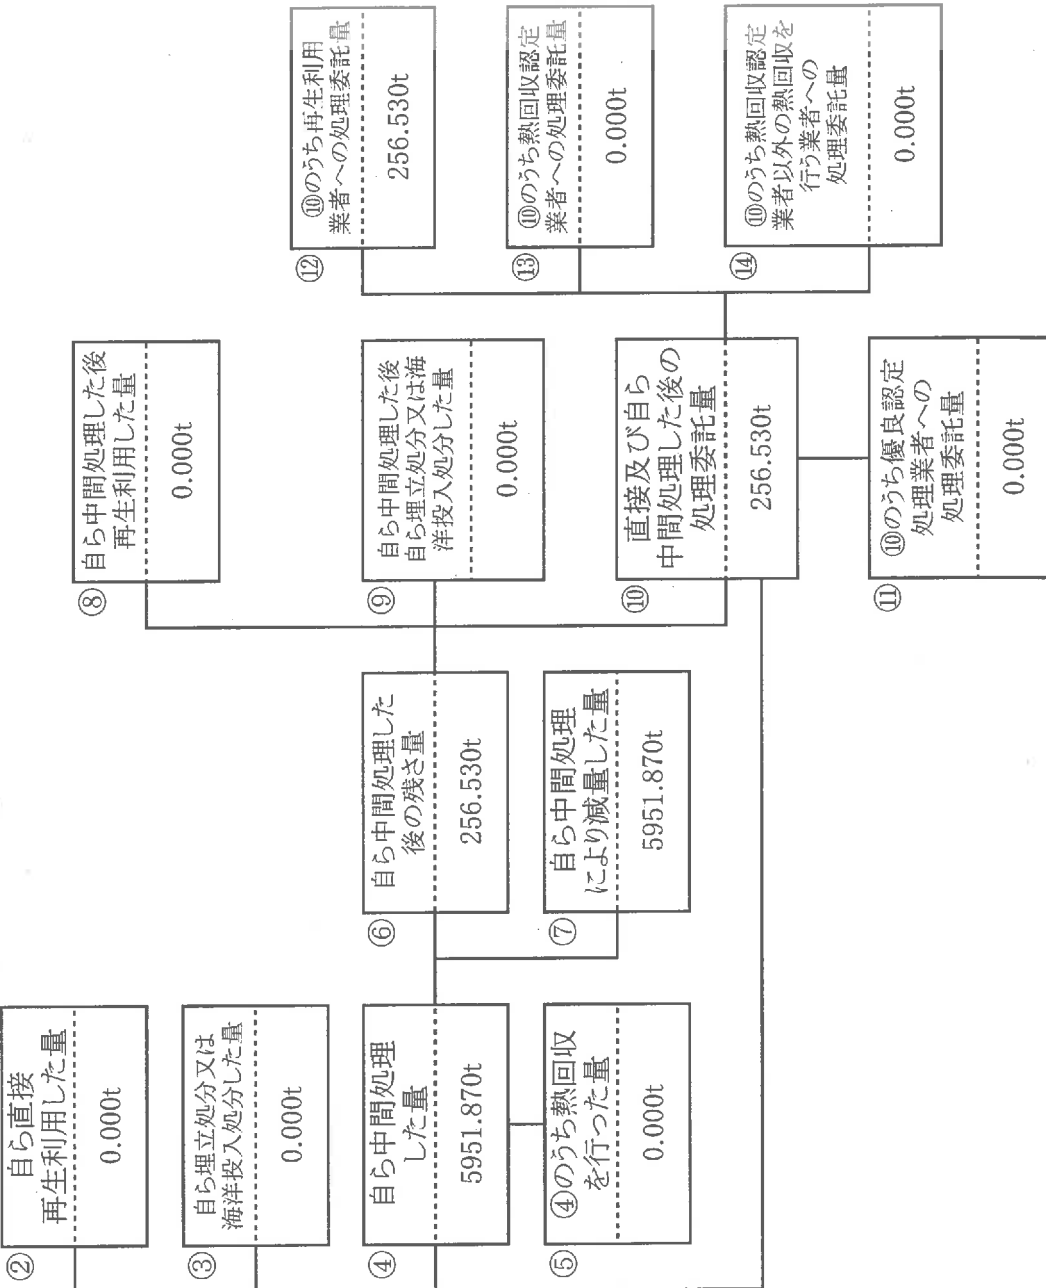 ②
自ら直接
再生利用した量
0.000t
③
自ら埋立処分又は
海洋投入処分した量
0.000t
④
自ら中間処理
した量
5951.870t
⑤
④のうち熱回収
を行った量
0.000t
⑥
自ら中間処理した
後の残さ量
256.530t
⑦
自ら中間処理
により減量した量
5951.870t
⑧
自ら中間処理した後
再生利用した量
0.000t
⑨
自ら中間処理した後
自ら埋立処分又は海
洋投入処分した量
0.000t
⑩
直接及び自ら
中間処理した後の
処理委託量
256.530t
⑪
⑩のうち優良認定
処理業者への
処理委託量
0.000t
⑫
⑩のうち再生利用
業者への処理委託量
256.530t
⑬
⑩のうち熱回収認定
業者への処理委託量
0.000t
⑭
⑩のうち熱回収認定
業者以外の熱回収を
行う業者への
処理委託量
0.000t